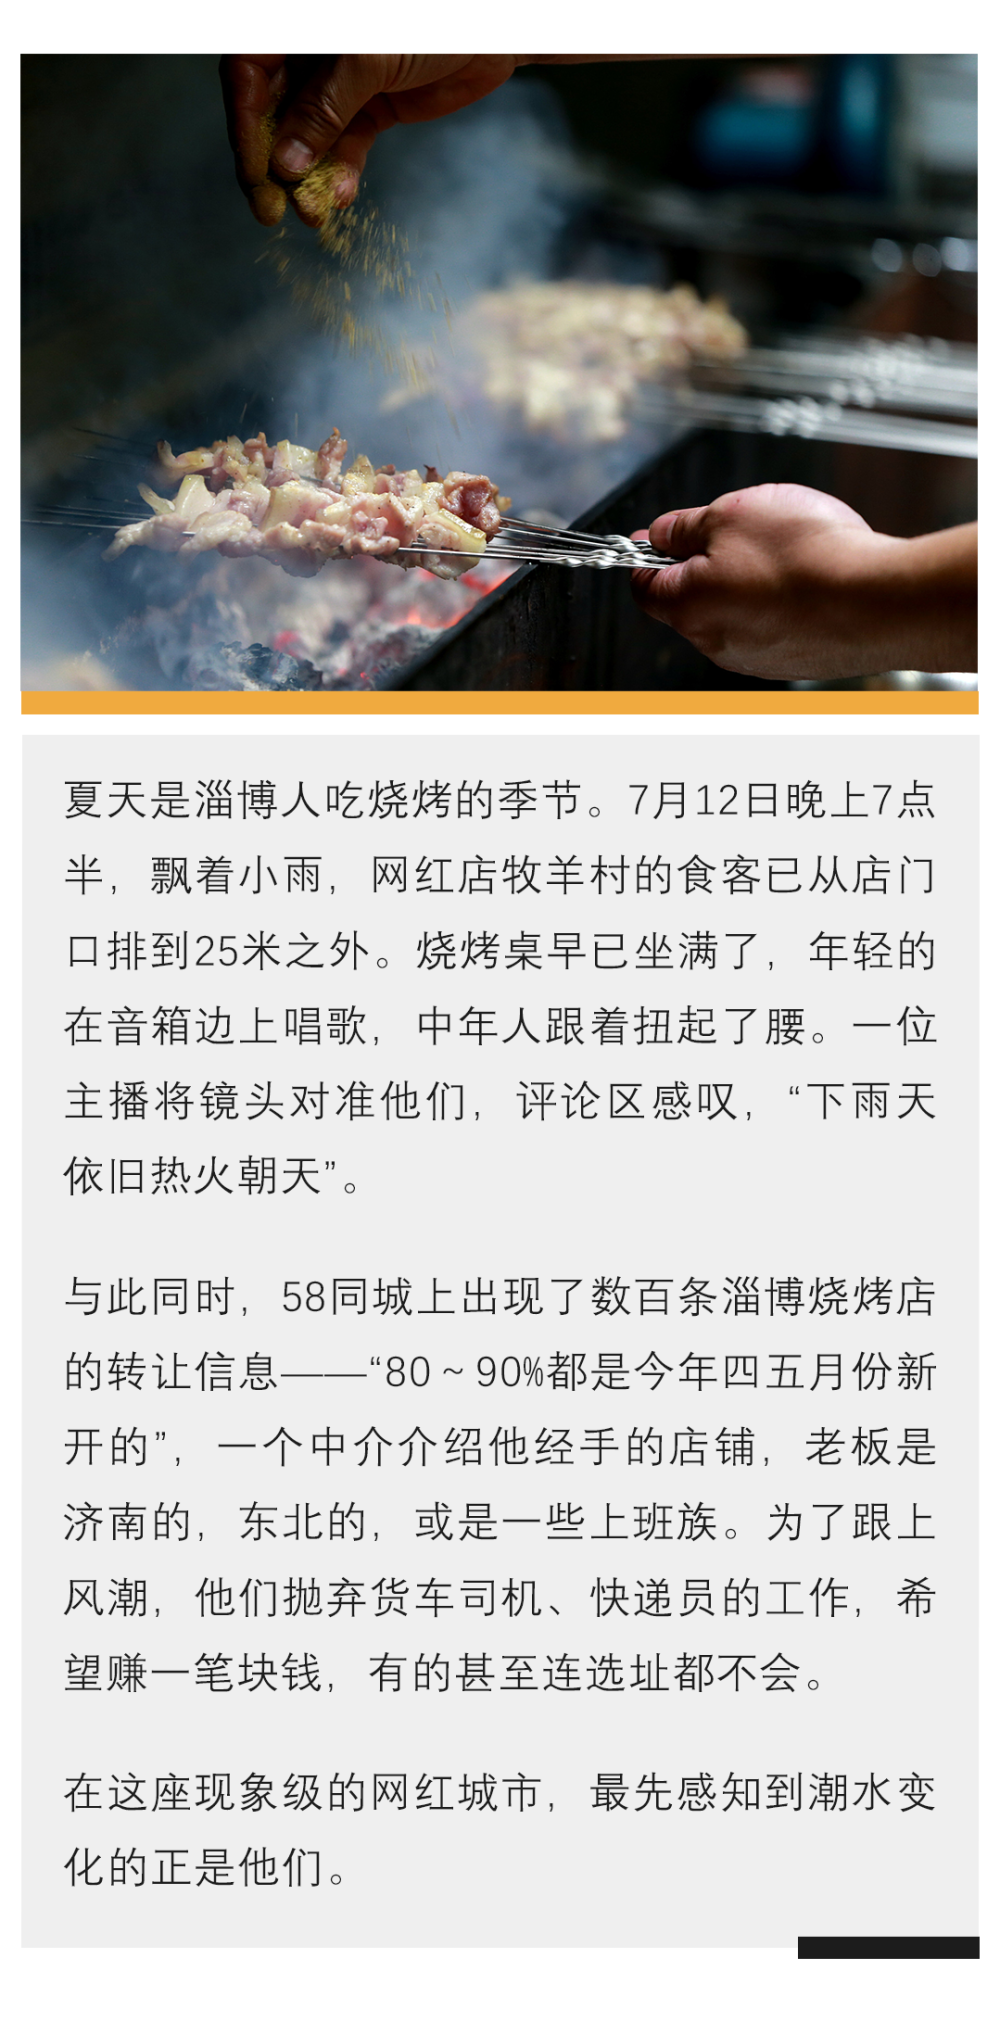 夏天是淄博人吃烧烤的季节。7月12日晚上7点
半，飘着小雨，网红店牧羊村的食客已从店门
口排到25米之外。烧烤桌早已坐满了，年轻的
在音箱边上唱歌，中年人跟着扭起了腰。一位
主播将镜头对准他们，评论区感叹，“下雨天
依旧热火朝天”。
与此同时，58同城上出现了数百条淄博烧烤店
的转让信息——“80 ~ 90%都是今年四五月份新
开的”，一个中介介绍他经手的店铺，老板是
济南的，东北的，或是一些上班族。为了跟上
风潮，他们抛弃货车司机、快递员的工作，希
望赚一笔块钱，有的甚至连选址都不会。
在这座现象级的网红城市，最先感知到潮水变
化的正是他们。